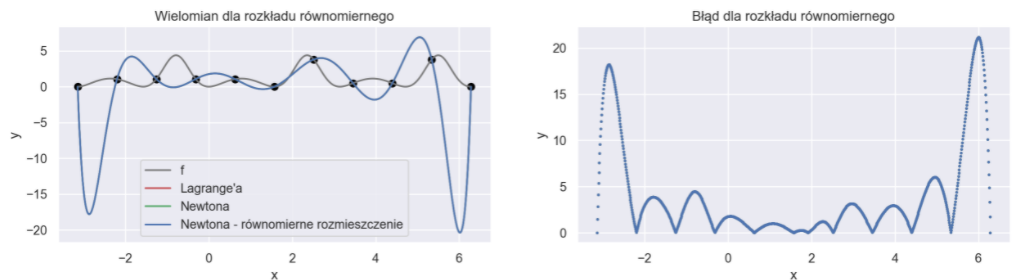 Wielomian dla rozkładu równomiernego
5
0
−5
−10
−15
−20
y
f
Lagrange'a
Newtona
Newtona - równomierne rozmieszczenie
−2 0 2 4 6
x
Błąd dla rozkładu równomiernego
20
15
10
5
0
y
−2 0 2 4 6
x